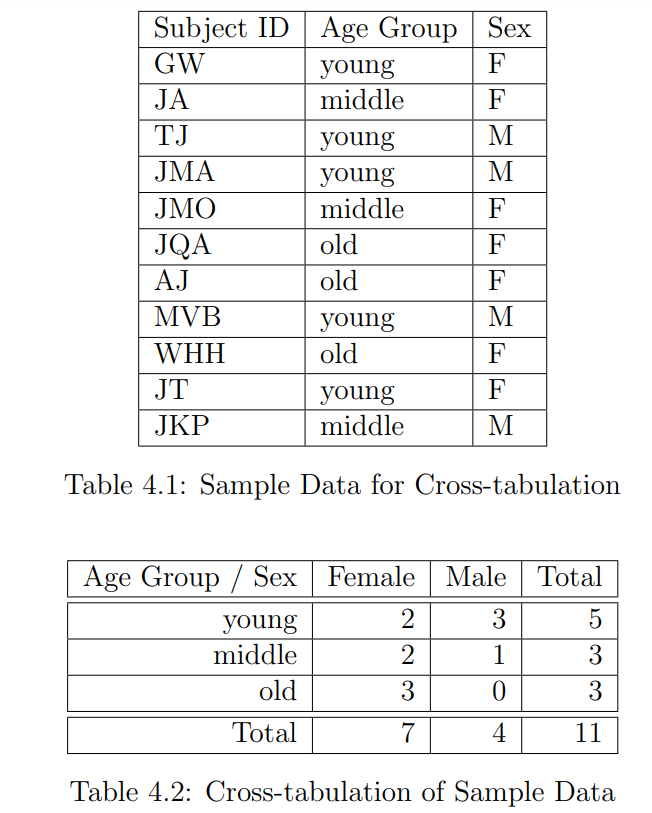 Subject ID Age Group Sex
GW young F
JA middle F
TJ young M
JMA young M
JMO middle F
JQA old F
AJ old F
MVB young M
WHH old F
JT young F
JKP middle M
Table 4.1: Sample Data for Cross-tabulation
Age Group / Sex Female Male Total
young 2 3 5
middle 2 1 3
old 3 0 3
Total 7 4 11
Table 4.2: Cross-tabulation of Sample Data